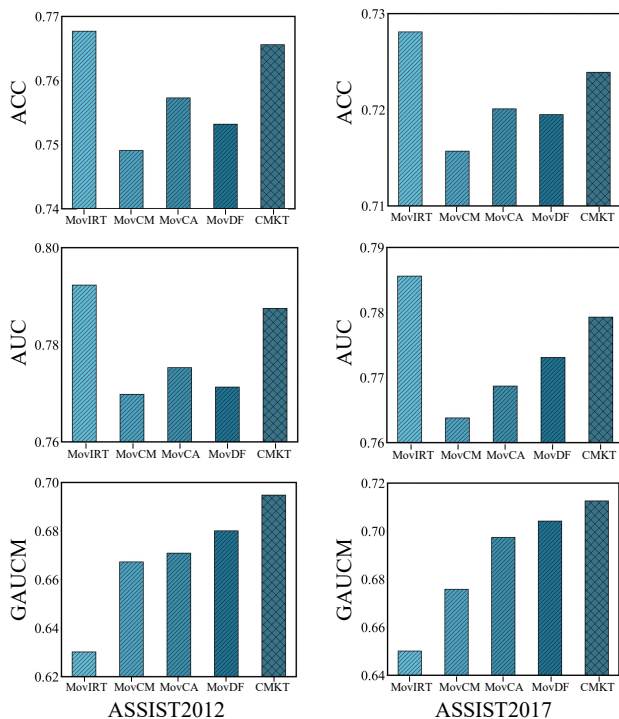 0.77
0.76
0.75
0.74
ACC
MovIRT MovCM MovCA MovDF CMKT
0.73
0.72
0.71
ACC
MovIRT MovCM MovCA MovDF CMKT
0.80
0.78
0.76
AUC
MovIRT MovCM MovCA MovDF CMKT
0.79
0.78
0.77
0.76
AUC
MovIRT MovCM MovCA MovDF CMKT
0.70
0.68
0.66
0.64
0.62
GAUCM
MovIRT MovCM MovCA MovDF CMKT
ASSIST2012
0.72
0.70
0.68
0.66
0.64
GAUCM
MovIRT MovCM MovCA MovDF CMKT
ASSIST2017